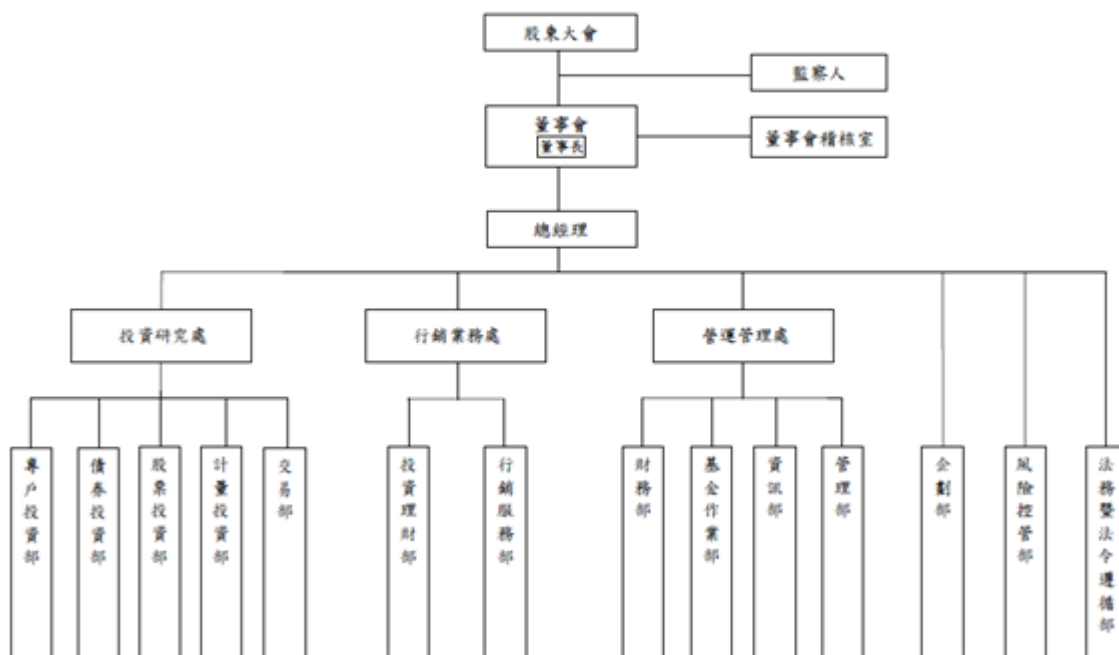 股東大會
監察人
董事會
董事長
董事會稽核室
總經理
投資研究處
行銷業務處
營運管理處
專戶投資部
債券投資部
股票投資部
計量投資部
交易部
投資理財部
行銷服務部
財務部
基金作業部
資訊部
管理部
企劃部
風險控管部
法務暨法令遵循部